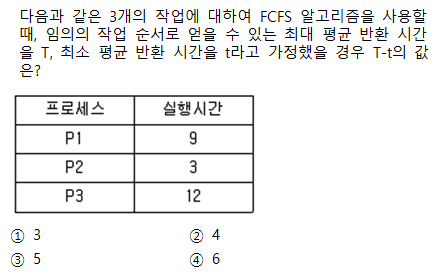 다음과 같은 3개의 작업에 대하여 FCFS 알고리즘을 사용할
때, 임의의 작업 순서로 얻을 수 있는 최대 평균 반환 시간
을 T, 최소 평균 반환 시간을 t라고 가정했을 경우 T-t의 값
은?
프로세스 실행시간
P1 9
P2 3
P3 12
① 3 ② 4
③ 5 ④ 6